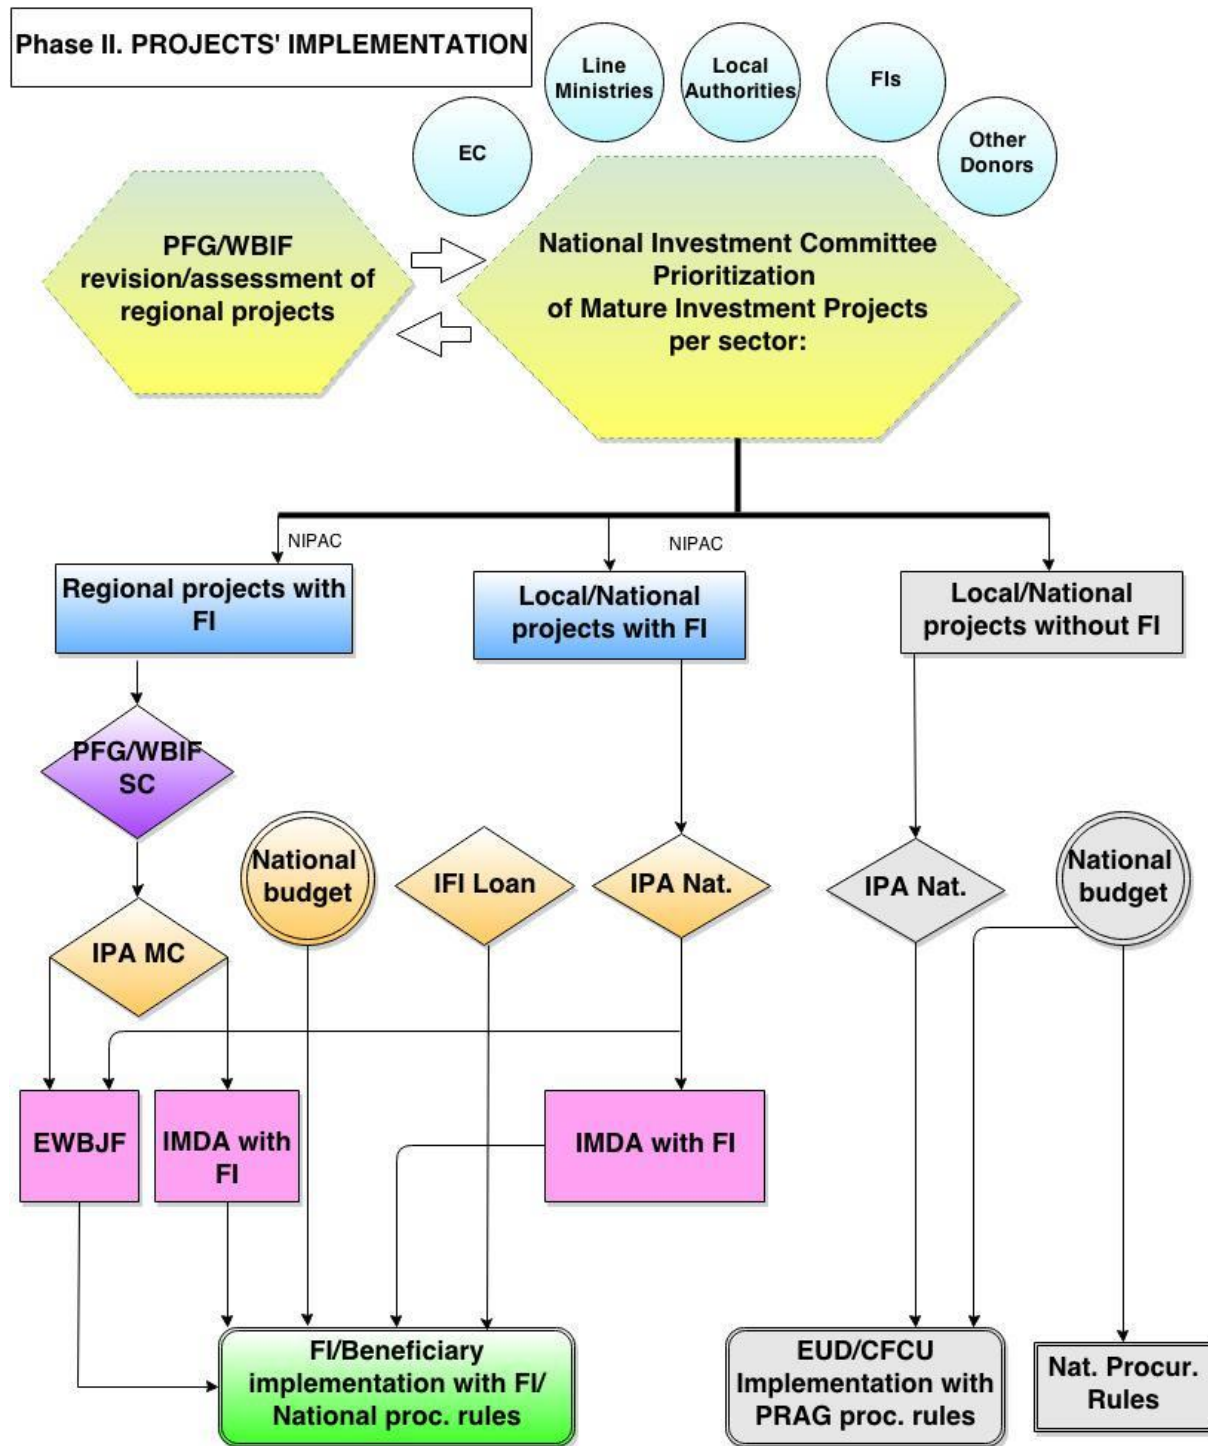 Phase II. PROJECTS' IMPLEMENTATION
Line
Ministries
Local
Authorities
FIs
EC
Other
Donors
PFG/WBIF
revision/assessment of
regional projects
National Investment Committee
Prioritization
of Mature Investment Projects
per sector:
NIPAC
NIPAC
Regional projects with
FI
Local/National
projects with FI
Local/National
projects without FI
PFG/WBIF
SC
National
budget
IFI Loan
IPA Nat.
IPA Nat.
National
budget
IPA MC
EWBJF
IMDA with
FI
IMDA with FI
FI/Beneficiary
implementation with FI/
National proc. rules
EUD/CFCU
Implementation with
PRAG proc. rules
Nat. Procur.
Rules